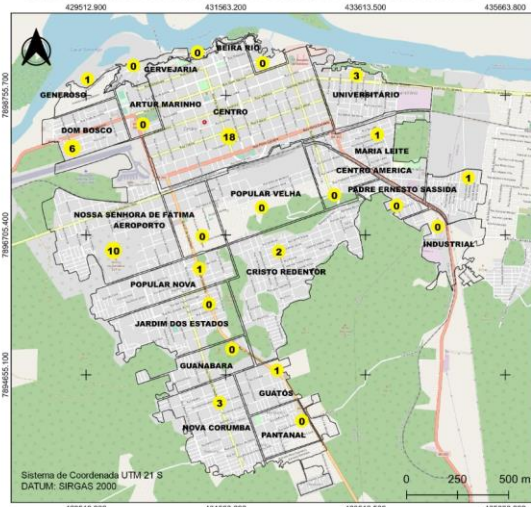 429512.900 431563.200 433613.500 435663.800
7898755.700
7896705.400
7894655.100
BEIRA RIO
0
0
0
CERVEJARIA
1
3
GENEROSO
UNIVERSITÁRIO
ARTUR MARINHO
CENTRO
0
DOM BOSCO
18
1
6
MARIA LEITE
CENTRO AMERICA
1
POPULAR VELHA
PADRE ERNESTO SASSIDA
0
0
NOSSA SENHORA DE FÁTIMA
0
AEROPORTO
0
0
INDUSTRIAL
10
2
1
CRISTO REDENTOR
POPULAR NOVA
0
JARDIM DOS ESTADOS
0
GUANABARA
1
GUATÓS
3
0
NOVA CORUMBA
PANTANAL
Sistema de Coordenada UTM 21 S
DATUM: SIRGAS 2000
0 250 500 m